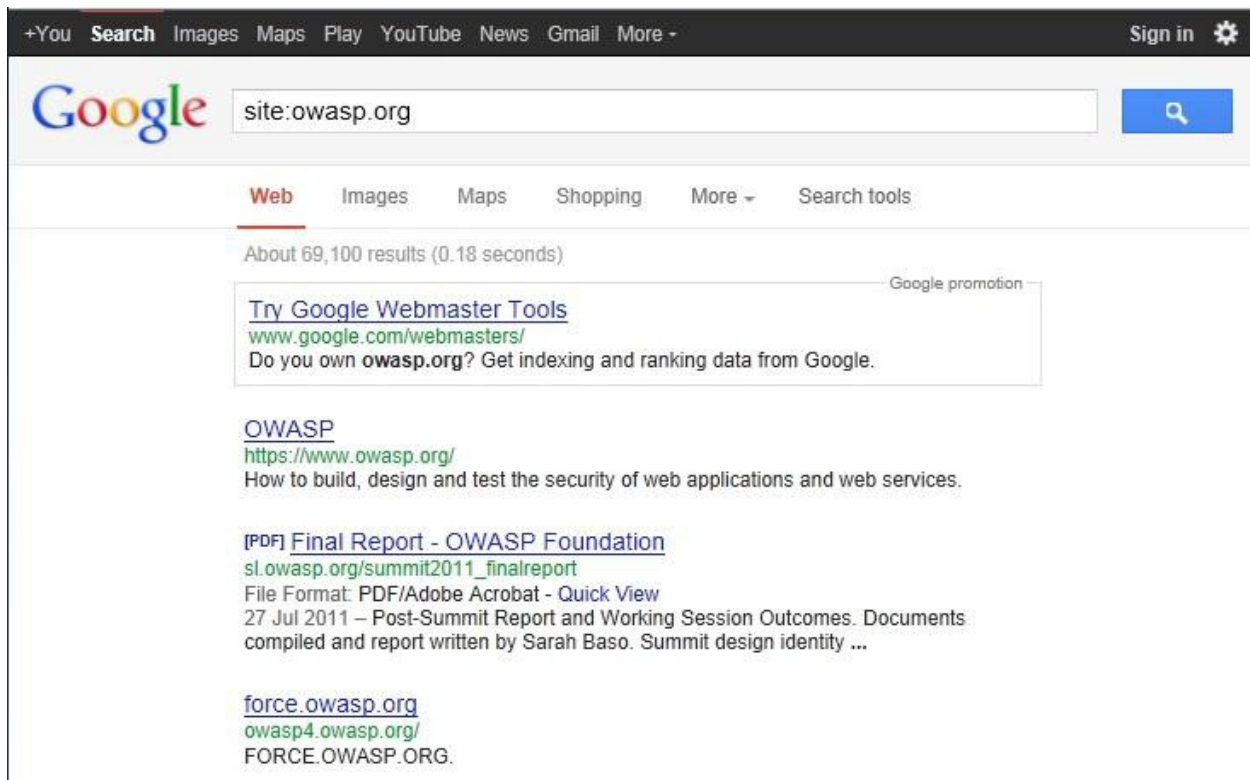 +You Search Images Maps Play YouTube News Gmail More Sign in
Google site:owasp.org
Web Images Maps Shopping More Search tools
About 69,100 results (0.18 seconds)
Google promotion
Try Google Webmaster Tools
www.google.com/webmasters/
Do you own owasp.org? Get indexing and ranking data from Google.
OWASP
https://www.owasp.org/
How to build, design and test the security of web applications and web services.
[PDF] Final Report - OWASP Foundation
sl.owasp.org/summit2011_finalreport
File Format: PDF/Adobe Acrobat - Quick View
27 Jul 2011 – Post-Summit Report and Working Session Outcomes. Documents
compiled and report written by Sarah Baso. Summit design identity ...
force.owasp.org
owasp4.owasp.org/
FORCE.OWASP.ORG.